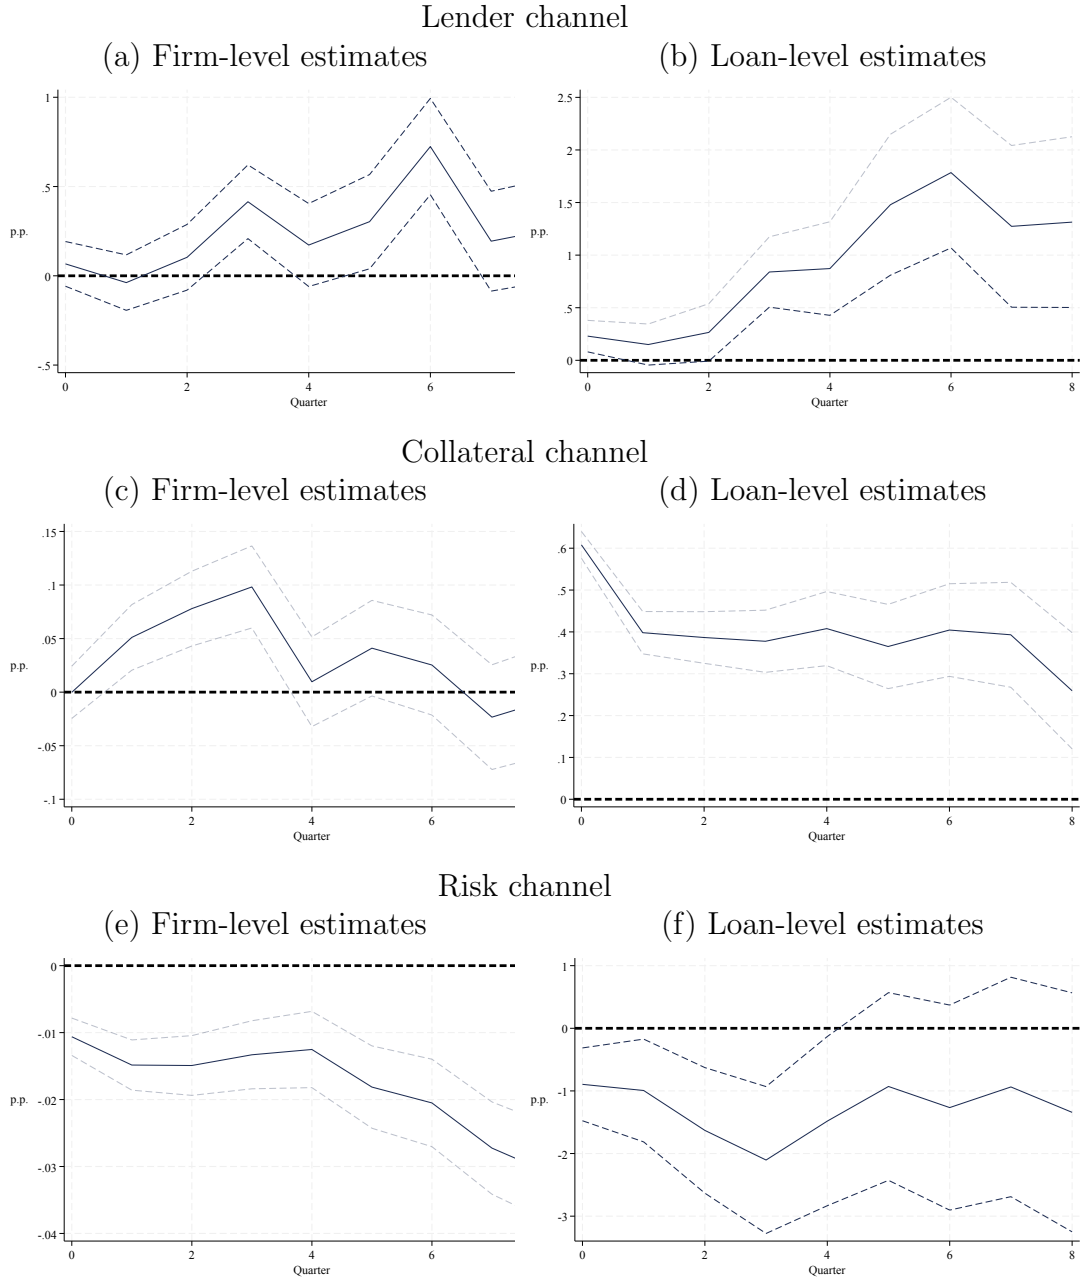 Lender channel
(a) Firm-level estimates
1
.5
0
-.5
p.p.
0 2 4 6
Quarter
(b) Loan-level estimates
2.5
2
1.5
1
.5
0
p.p.
0 2 4 6 8
Quarter
Collateral channel
(c) Firm-level estimates
.15
.1
.05
0
-.05
-.1
p.p.
0 2 4 6
Quarter
(d) Loan-level estimates
.6
.5
.4
.3
.2
.1
0
p.p.
0 2 4 6 8
Quarter
Risk channel
(e) Firm-level estimates
0
-.01
-.02
-.03
-.04
p.p.
0 2 4 6
Quarter
(f) Loan-level estimates
1
0
-1
-2
-3
p.p.
0 2 4 6 8
Quarter